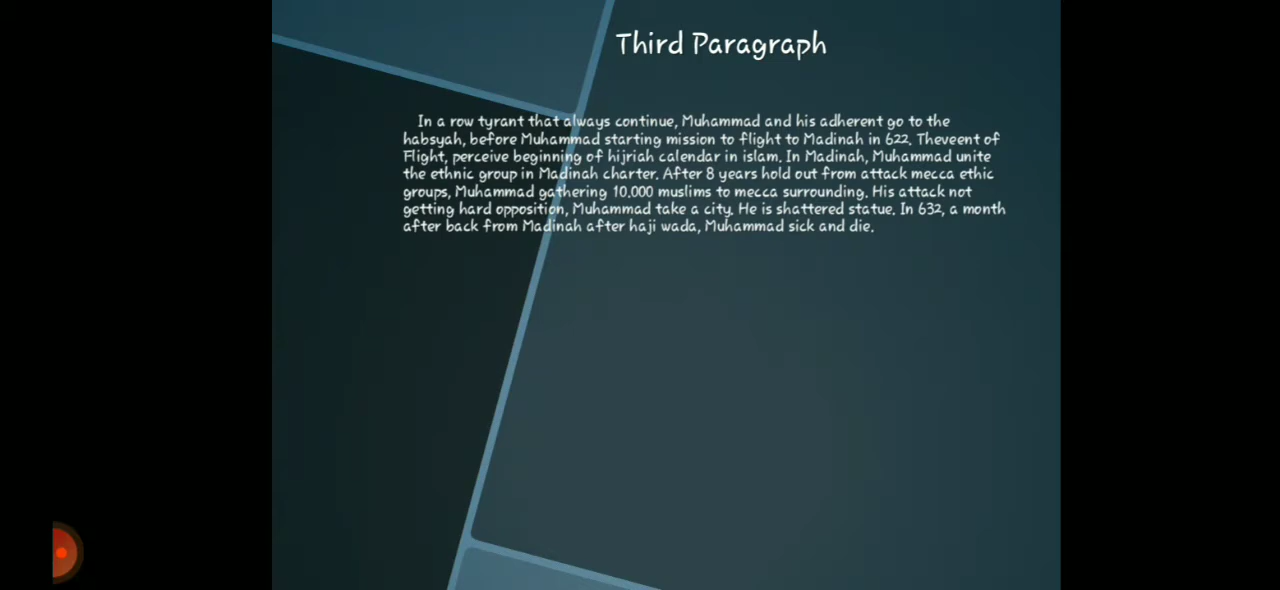 Third Paragraph
In a row tyrant that always continue, Muhammad and his adherent go to the
habsyah, before Muhammad starting mission to flight to Madinah in 622. Theveent of
Flight, perceive beginning of hijriah calendar in islam. In Madinah, Muhammad unite
the ethnic group in Madinah charter. After 8 years hold out from attack mecca ethic
groups, Muhammad gathering 10.000 muslims to mecca surrounding. His attack not
getting hard opposition, Muhammad take a city. He is shattered statue. In 632, a month
after back from Madinah after haji wada, Muhammad sick and die.